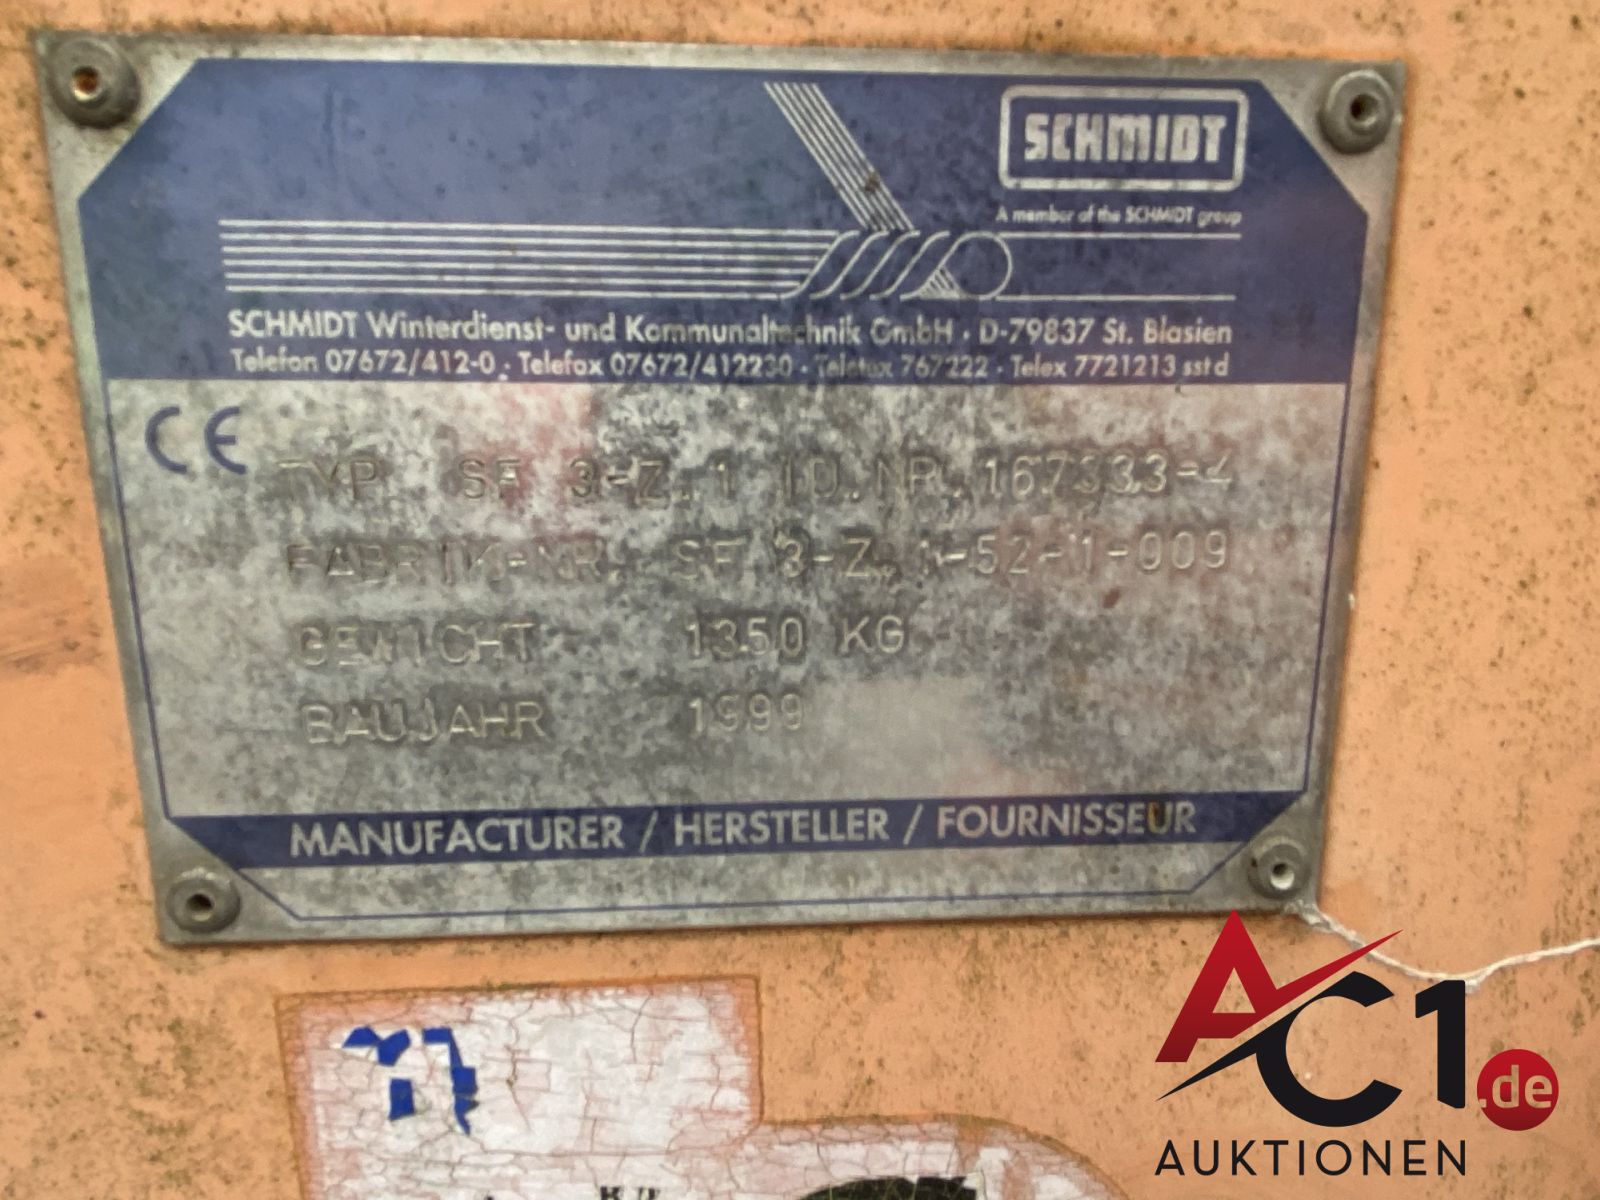 SCHMIDT
A member of the SCHMIDT group
SCHMIDT Winterdienst- und Kommunaltechnik GmbH · D-79837 St. Blasien
Telefon 07672/412-0 · Telefax 07672/412230 · Teletex 767222 · Telex 7721213 sst d
CE
TYP. SF 3-Z.1 ID.NR. 167333-4
FABRIK-NR. SF 3-Z.1-52-11-009
GEWICHT 1350 KG
BAUJAHR 1999
MANUFACTURER / HERSTELLER / FOURNISSEUR
AC1.de
AUKTIONEN